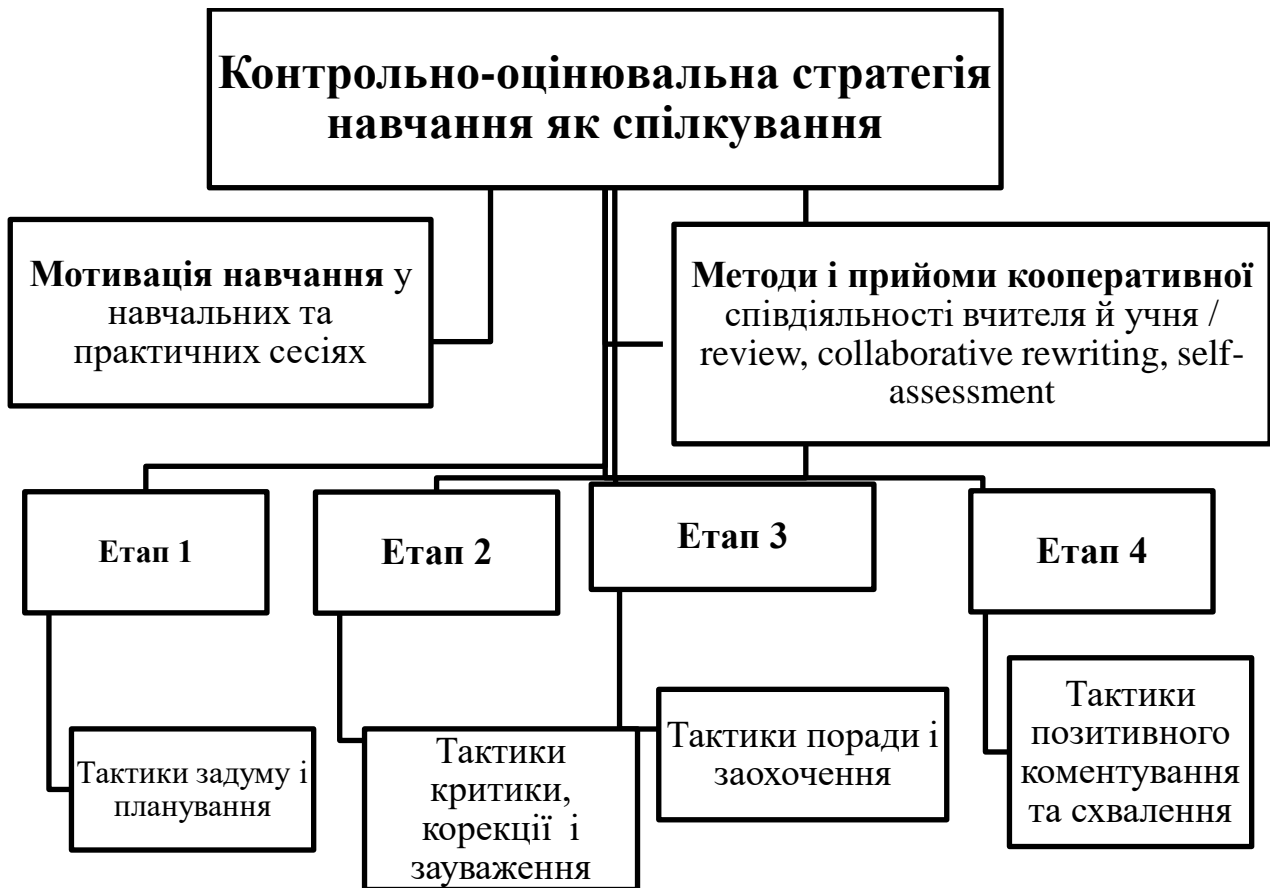 Контрольно-оцінювальна стратегія
навчання як спілкування
Мотивація навчання у
навчальних та
практичних сесіях
Методи і прийоми кооперативної
співдіяльності вчителя й учня /
review, collaborative rewriting, self-
assessment
Етап 1
Етап 2
Етап 3
Етап 4
Тактики задуму і
планування
Тактики
критики,
корекції і
зауваження
Тактики поради і
заохочення
Тактики
позитивного
коментування
та схвалення